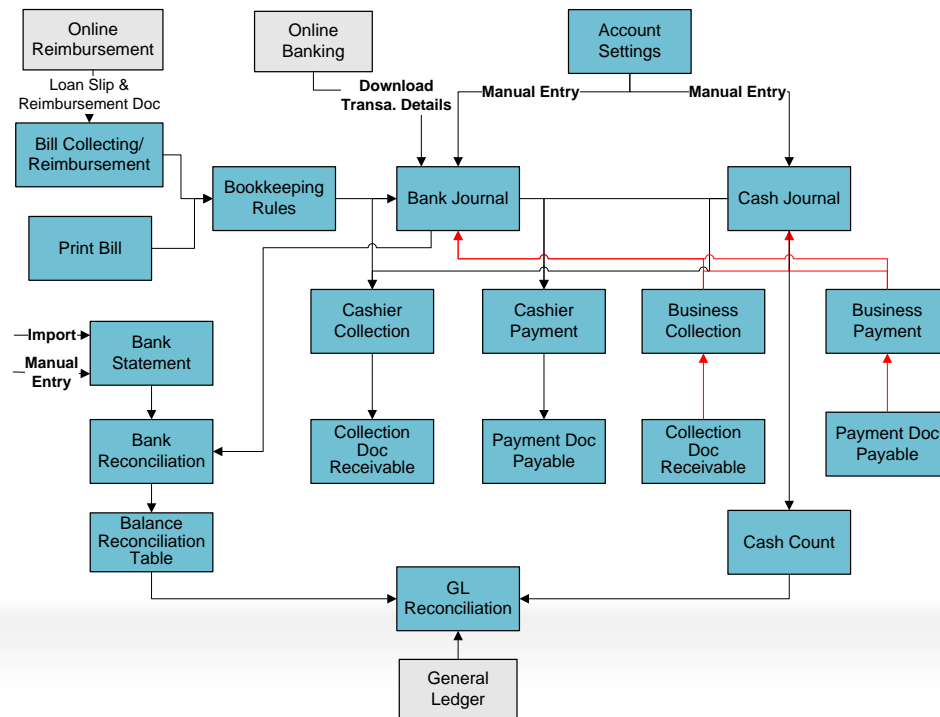 Online
Reimbursement
Online
Banking
Account
Settings
Loan Slip &
Reimbursement Doc
Download
Transa. Details
Manual Entry
Manual Entry
Bill Collecting/
Reimbursement
Bookkeeping
Rules
Bank Journal
Cash Journal
Print Bill
Cashier
Collection
Cashier
Payment
Business
Collection
Business
Payment
Import
Manual
Entry
Bank
Statement
Bank
Reconciliation
Collection
Doc
Receivable
Payment Doc
Payable
Collection
Doc
Receivable
Payment Doc
Payable
Balance
Reconciliation
Table
Cash Count
GL
Reconciliation
General
Ledger